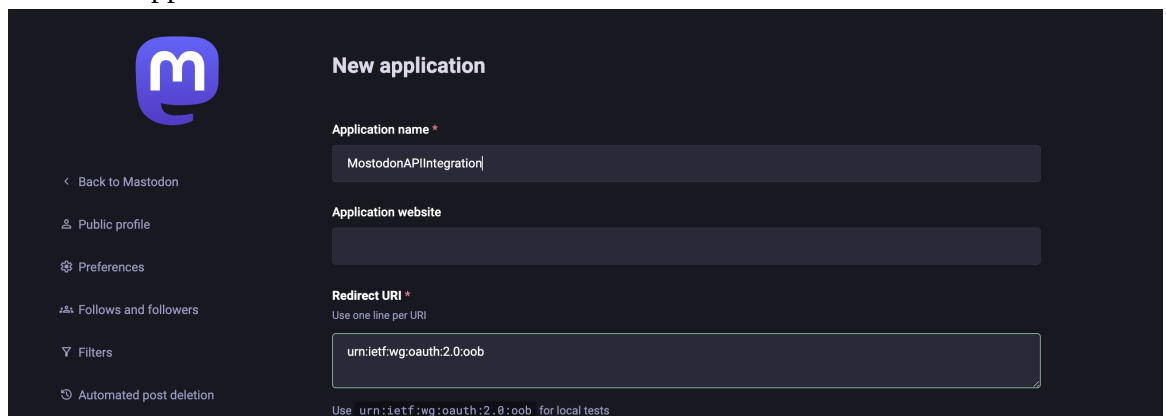 New application
Application name *
MostodonAPIIntegration
Back to Mastodon
Application website
Public profile
Preferences
Redirect URI *
Follows and followers
Use one line per URI
urn:ietf:wg:oauth:2.0:oob
Filters
Automated post deletion
Use urn:ietf:wg:oauth:2.0:oob for local tests